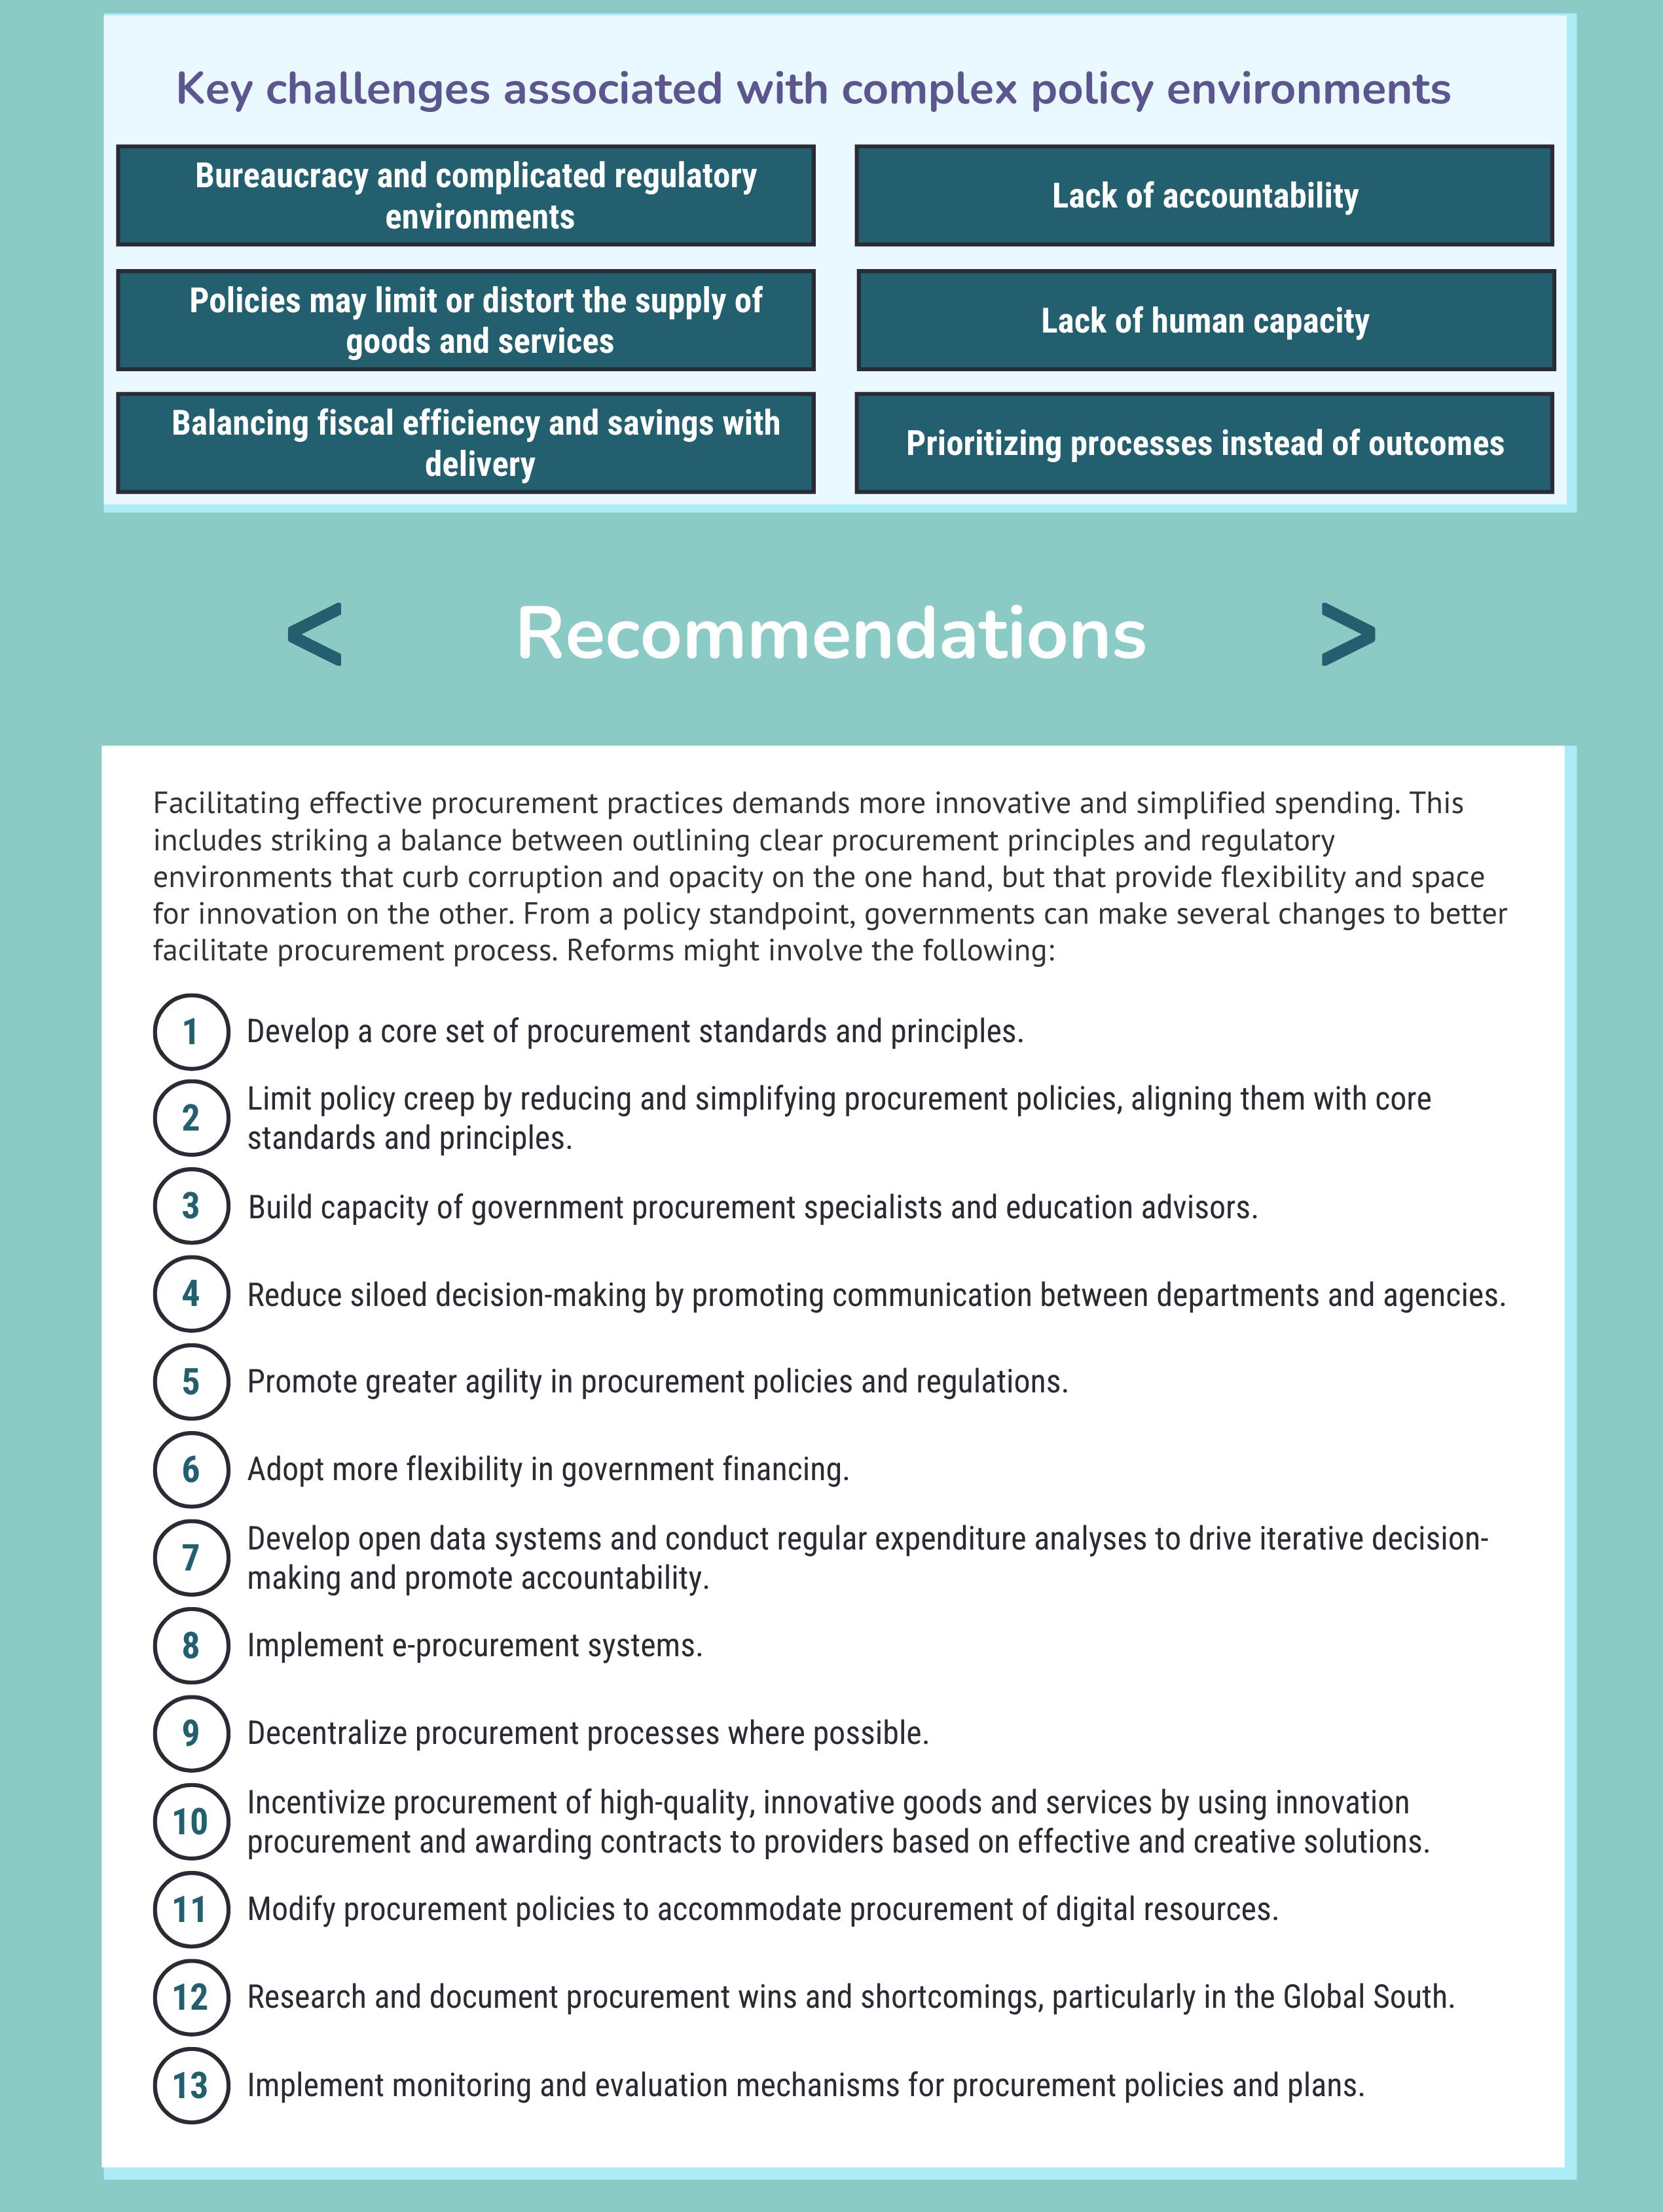 Key challenges associated with complex policy environments
Bureaucracy and complicated regulatory
environments
Lack of accountability
Policies may limit or distort the supply of
goods and services
Lack of human capacity
Balancing fiscal efficiency and savings with
delivery
Prioritizing processes instead of outcomes
< Recommendations >
Facilitating effective procurement practices demands more innovative and simplified spending. This
includes striking a balance between outlining clear procurement principles and regulatory
environments that curb corruption and opacity on the one hand, but that provide flexibility and space
for innovation on the other. From a policy standpoint, governments can make several changes to better
facilitate procurement process. Reforms might involve the following:
1 Develop a core set of procurement standards and principles.
2 Limit policy creep by reducing and simplifying procurement policies, aligning them with core
standards and principles.
3 Build capacity of government procurement specialists and education advisors.
4 Reduce siloed decision-making by promoting communication between departments and agencies.
5 Promote greater agility in procurement policies and regulations.
6 Adopt more flexibility in government financing.
7 Develop open data systems and conduct regular expenditure analyses to drive iterative decision-
making and promote accountability.
8 Implement e-procurement systems.
9 Decentralize procurement processes where possible.
10 Incentivize procurement of high-quality, innovative goods and services by using innovation
procurement and awarding contracts to providers based on effective and creative solutions.
11 Modify procurement policies to accommodate procurement of digital resources.
12 Research and document procurement wins and shortcomings, particularly in the Global South.
13 Implement monitoring and evaluation mechanisms for procurement policies and plans.